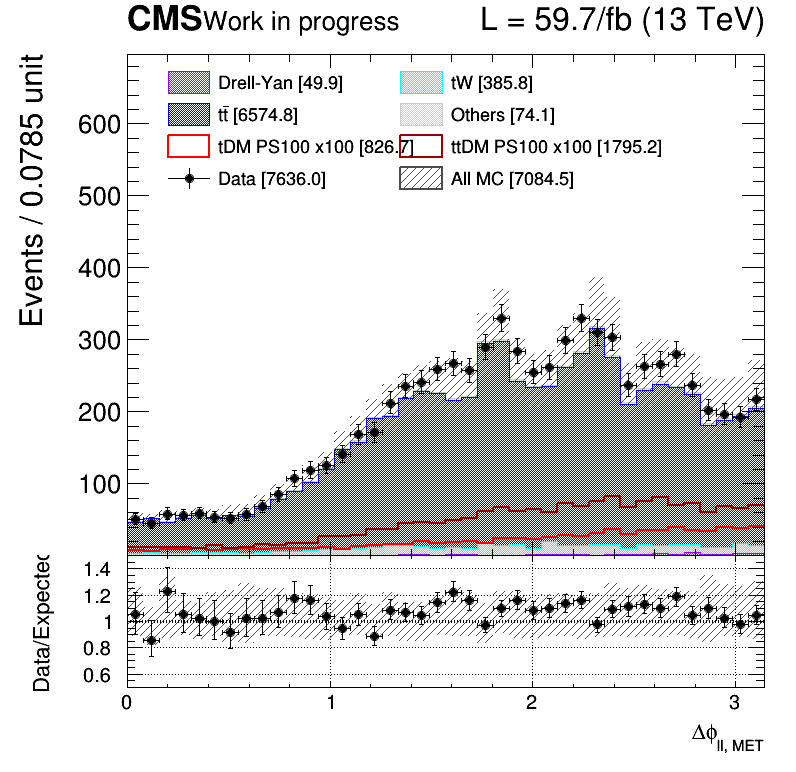 CMS Work in progress L = 59.7/fb (13 TeV)
Drell-Yan [49.9] tW [385.8]
tt̄ [6574.8] Others [74.1]
tDM PS100 x100 [826.7] ttDM PS100 x100 [1795.2]
Data [7636.0] All MC [7084.5]
Events / 0.0785 unit
600
500
400
300
200
100
Data/Expected
1.4
1.2
1
0.8
0.6
0 1 2 3
Δϕll, MET